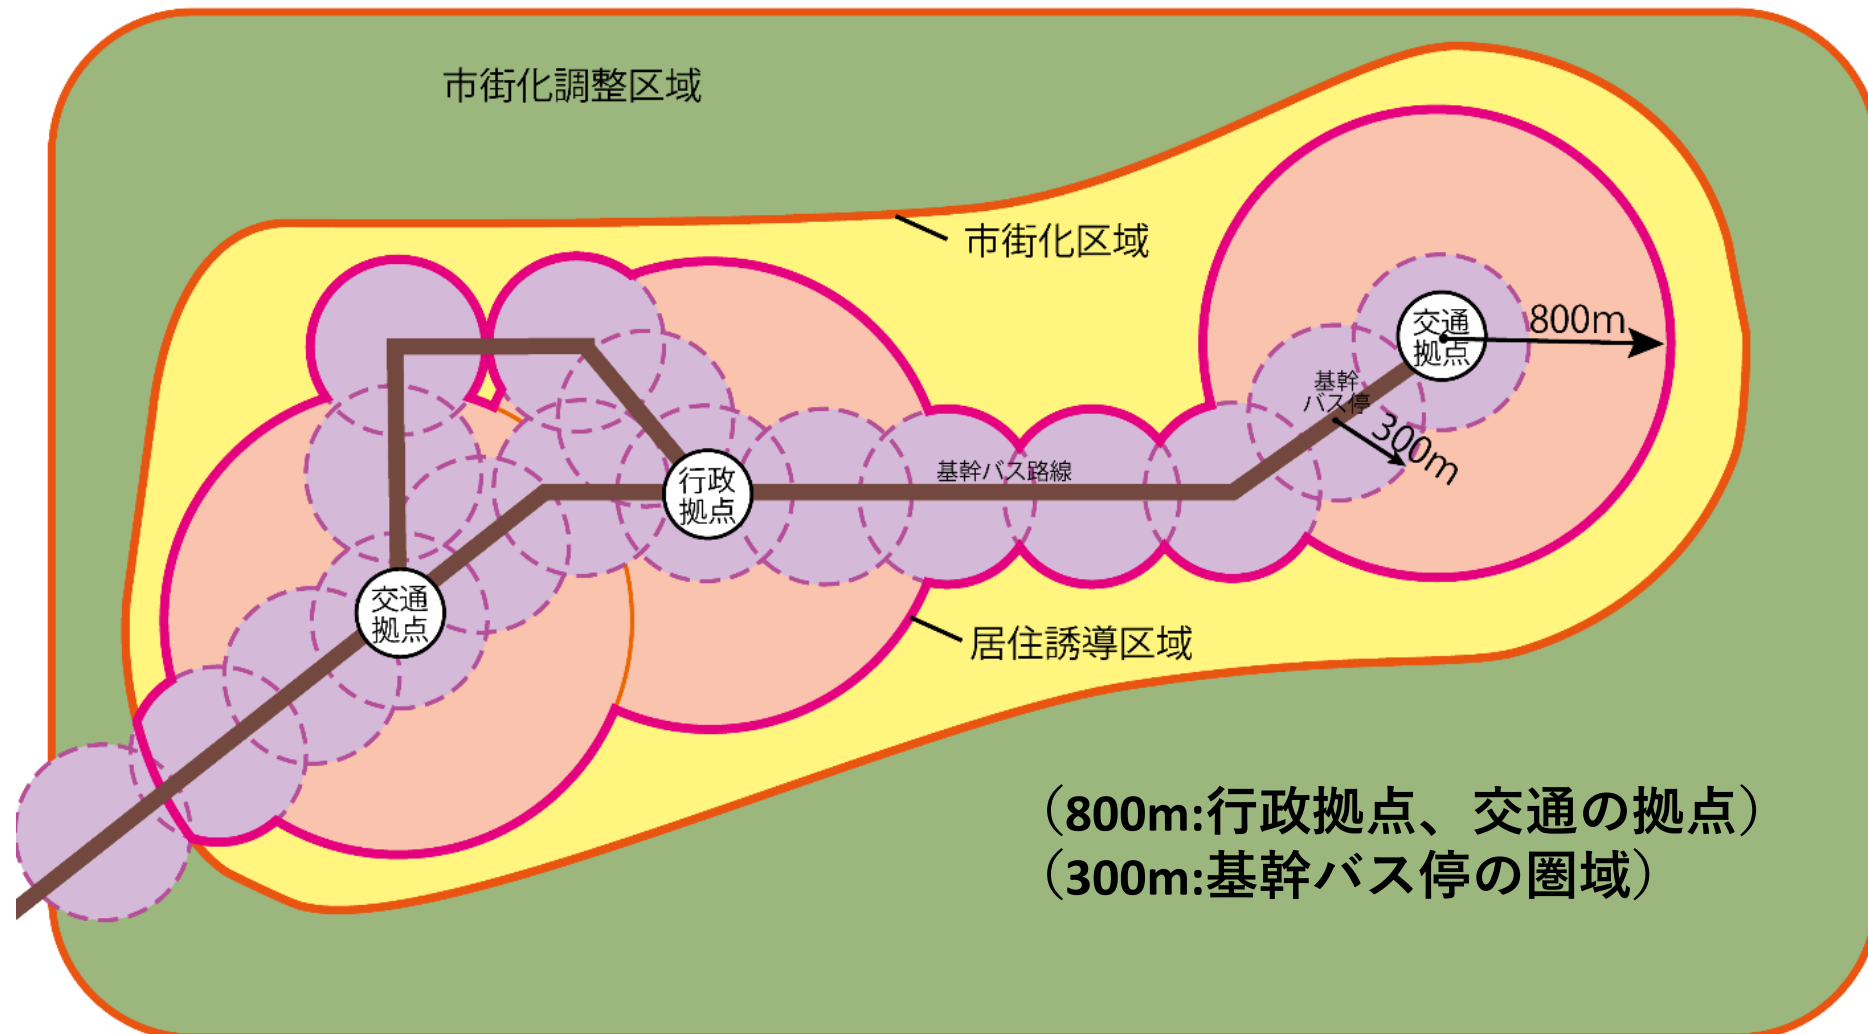 市街化調整区域
市街化区域
交通
拠点
800m
基幹
バス停
300m
基幹バス路線
行政
拠点
交通
拠点
居住誘導区域
（800m:行政拠点、交通の拠点）
（300m:基幹バス停の圏域）